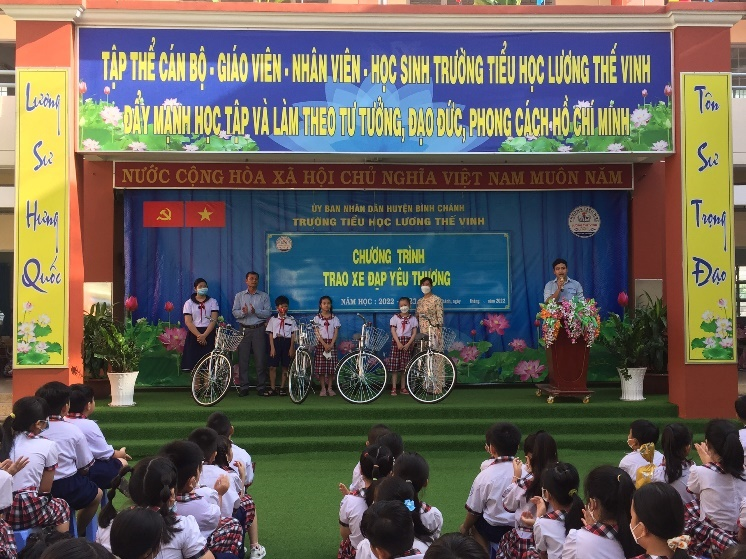 TẬP THỂ CÁN BỘ - GIÁO VIÊN - NHÂN VIÊN - HỌC SINH TRƯỜNG TIỂU HỌC LƯƠNG THẾ VINH
ĐẨY MẠNH HỌC TẬP VÀ LÀM THEO TƯ TƯỞNG, ĐẠO ĐỨC, PHONG CÁCH HỒ CHÍ MINH
NƯỚC CỘNG HÒA XÃ HỘI CHỦ NGHĨA VIỆT NAM MUÔN NĂM
Lương
Sư
Hưng
Quốc
ỦY BAN NHÂN DÂN HUYỆN BÌNH CHÁNH
TRƯỜNG TIỂU HỌC LƯƠNG THẾ VINH
CHƯƠNG TRÌNH
TRAO XE ĐẠP YÊU THƯƠNG
NĂM HỌC : 2022 -
ngày tháng năm 2022
Tôn
Sư
Trọng
Đạo